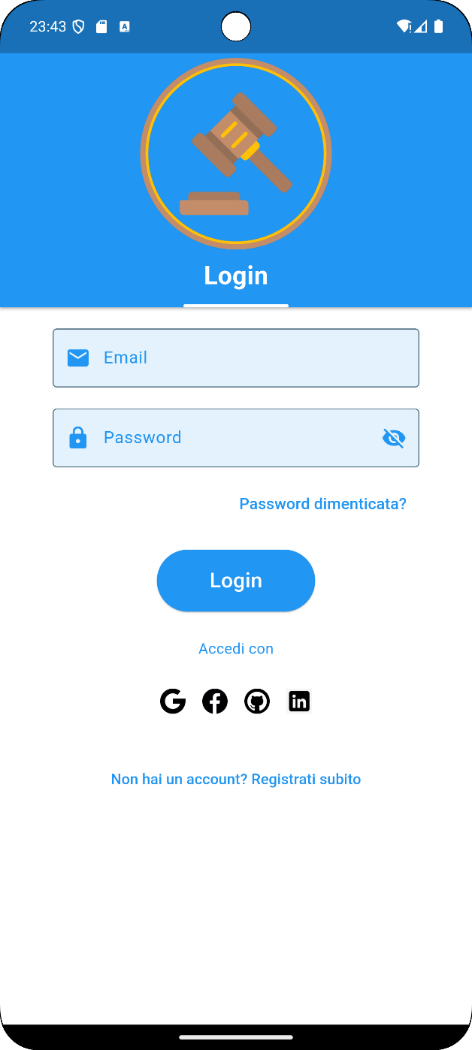 23:43
Login
Email
Password
Password dimenticata?
Login
Accedi con
Non hai un account? Registrati subito